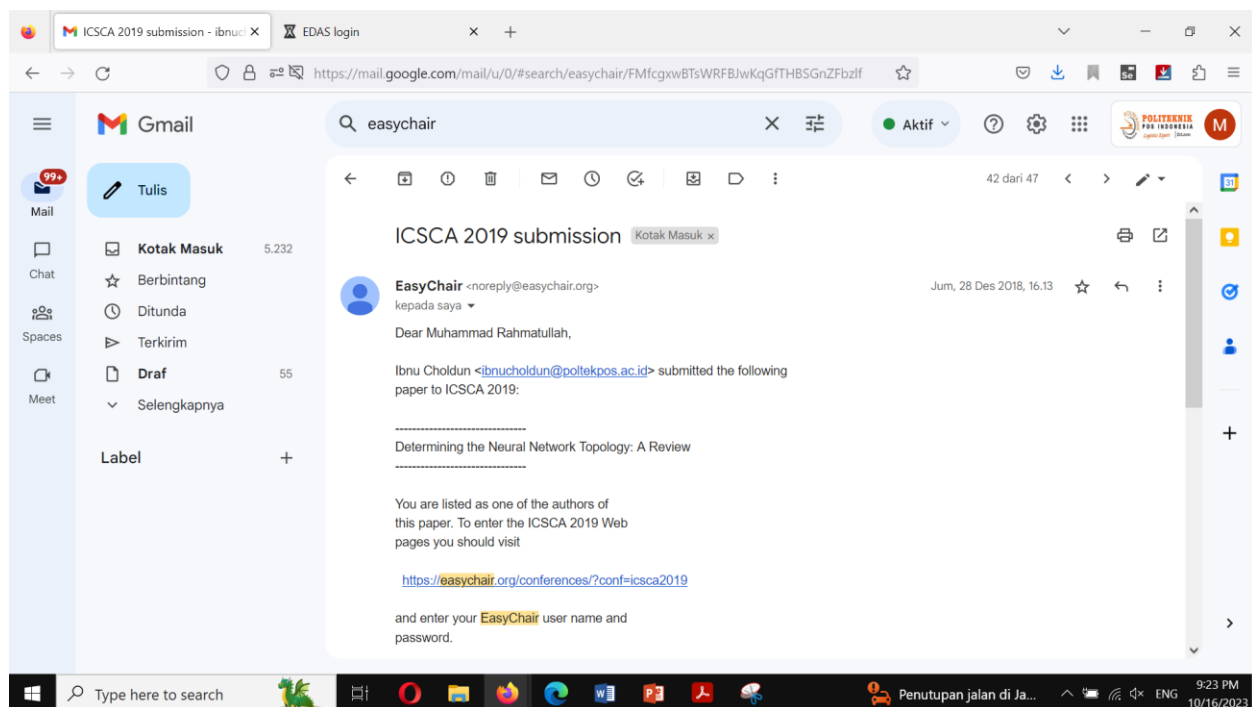 ICSCA 2019 submission - ibnucl
EDAS login
https://mail.google.com/mail/u/0/#search/easychair/FMfcgxwBTsWRFBJwKqGfTHBSGnZFbzlf
Se
Gmail
easychair
Aktif
POLITEKNIK
POS INDONESIA
M
99+
Mail
Chat
Spaces
Meet
Tulis
Kotak Masuk 5.232
Berbintang
Ditunda
Terkirim
Draf 55
Selengkapnya
Label
42 dari 47
31
ICSCA 2019 submission Kotak Masuk x
EasyChair <noreply@easychair.org> Jum, 28 Des 2018, 16.13
kepada saya
Dear Muhammad Rahmatullah,
Ibnu Choldun <ibnucholdun@poltekpos.ac.id> submitted the following
paper to ICSCA 2019:
------------------------------
Determining the Neural Network Topology: A Review
------------------------------
You are listed as one of the authors of
this paper. To enter the ICSCA 2019 Web
pages you should visit
https://easychair.org/conferences/?conf=icsca2019
and enter your EasyChair user name and
password.
Type here to search
Penutupan jalan di Ja...
ENG
9:23 PM
10/16/2023